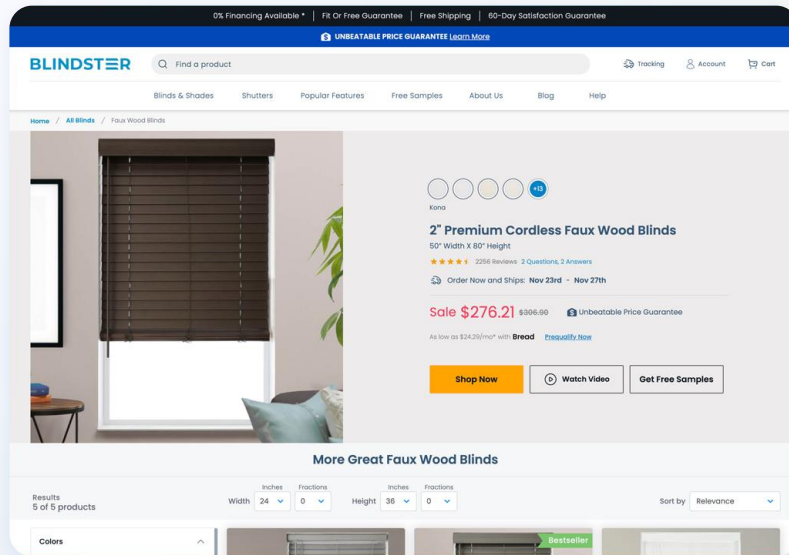 0% Financing Available * | Fit Or Free Guarantee | Free Shipping | 60-Day Satisfaction Guarantee
UNBEATABLE PRICE GUARANTEE Learn More
BLINDSTER
Find a product
Tracking
Account
Cart
Blinds & Shades
Shutters
Popular Features
Free Samples
About Us
Blog
Help
Home / All Blinds / Faux Wood Blinds
+13
Kona
2" Premium Cordless Faux Wood Blinds
50" Width X 80" Height
2256 Reviews 2 Questions, 2 Answers
Order Now and Ships: Nov 23rd - Nov 27th
Sale $276.21 $306.90 Unbeatable Price Guarantee
As low as $24.29/mo* with Bread Prequalify Now
Shop Now
Watch Video
Get Free Samples
More Great Faux Wood Blinds
Results
5 of 5 products
Inches Fractions
Width 24 0
Inches Fractions
Height 36 0
Sort by Relevance
Colors
Bestseller